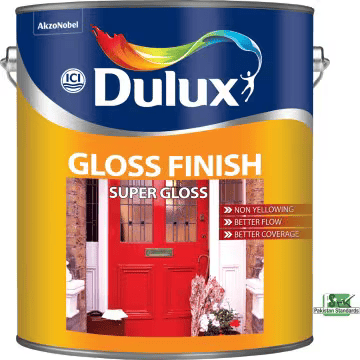 AkzoNobel
ICI
Dulux
GLOSS FINISH
SUPER GLOSS
NON YELLOWING
BETTER FLOW
BETTER COVERAGE
Pakistan Standards